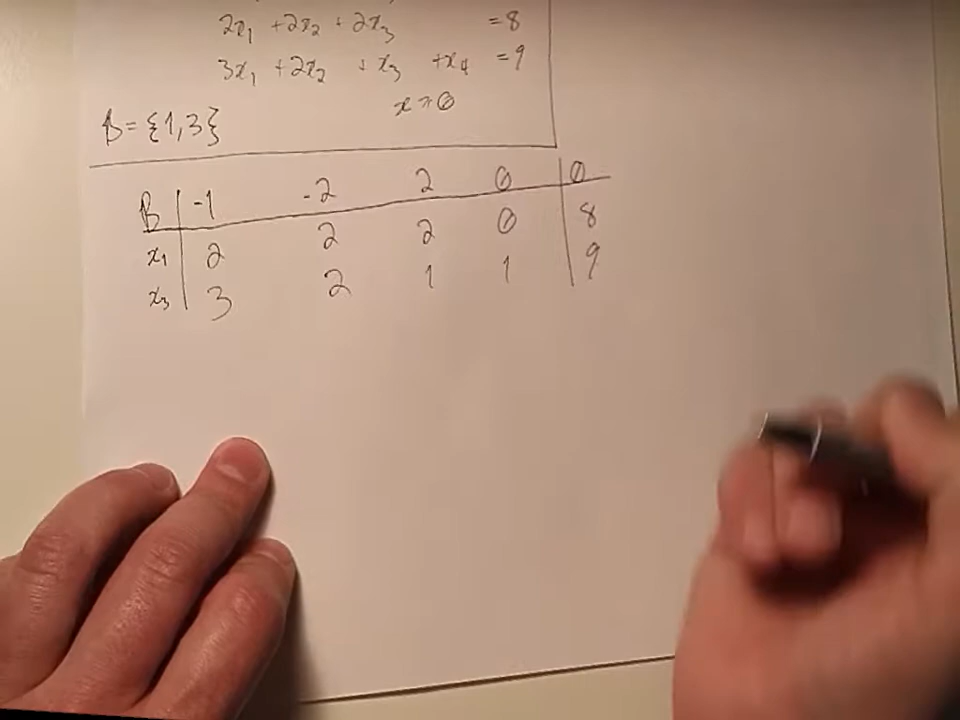 2x₁ +2x₂ + 2x₃ = 8
3x₁ + 2x₂ + x₃ + x₄ = 9
x ≥ 0
B = {1,3}
B -1 -2 2 0 0
x₁ 2 2 2 0 8
x₃ 3 2 1 1 9